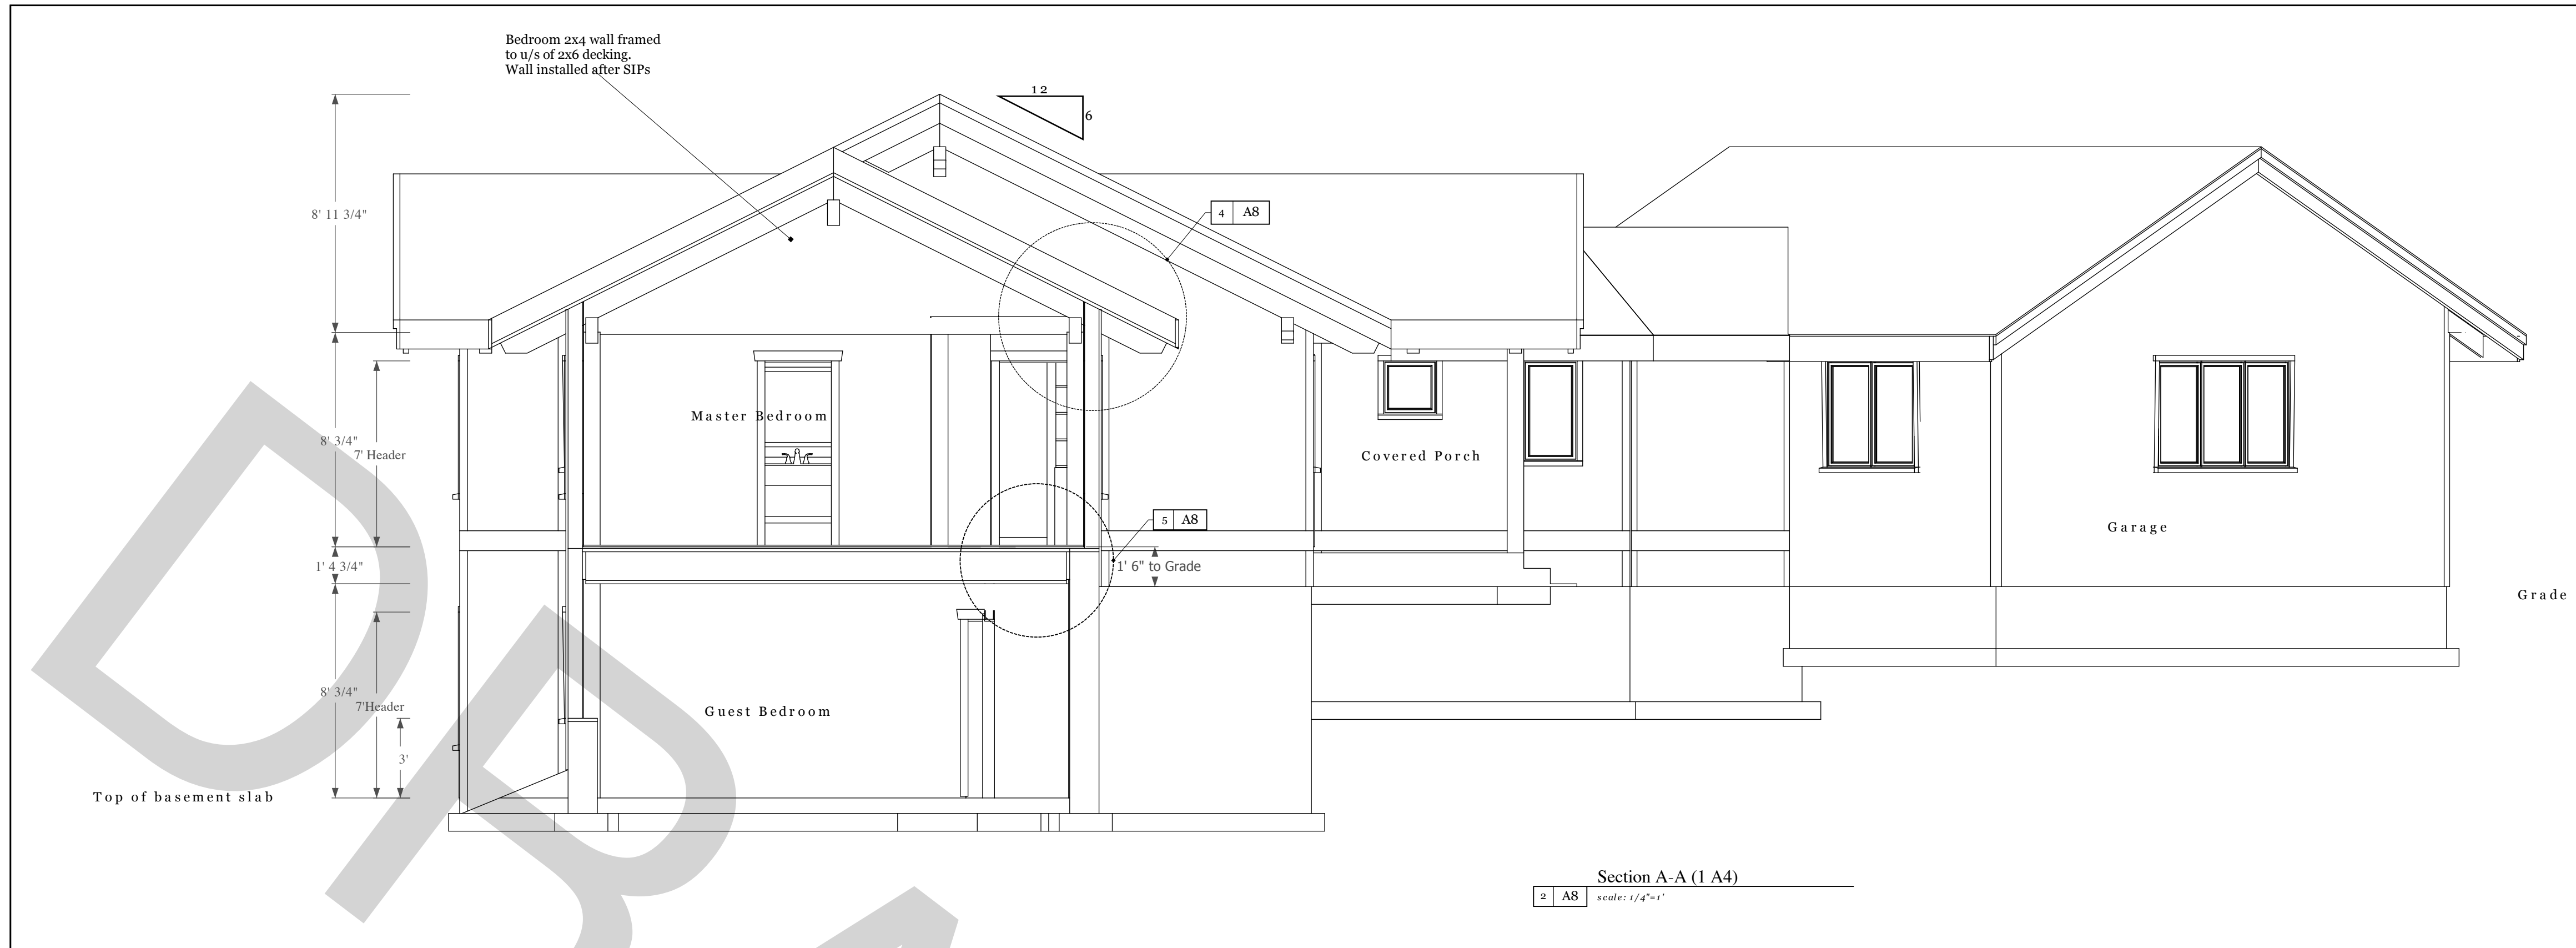 Bedroom 2x4 wall framed
to u/s of 2x6 decking.
Wall installed after SIPs
12
6
8' 11 3/4"
4 A8
8' 3/4"
7' Header
Master Bedroom
Covered Porch
5 A8
Garage
1' 4 3/4"
1' 6" to Grade
Grade
8' 3/4"
7'Header
Guest Bedroom
3'
Top of basement slab
Section A-A (1 A4)
2 A8
scale: 1/4"=1'
DRA